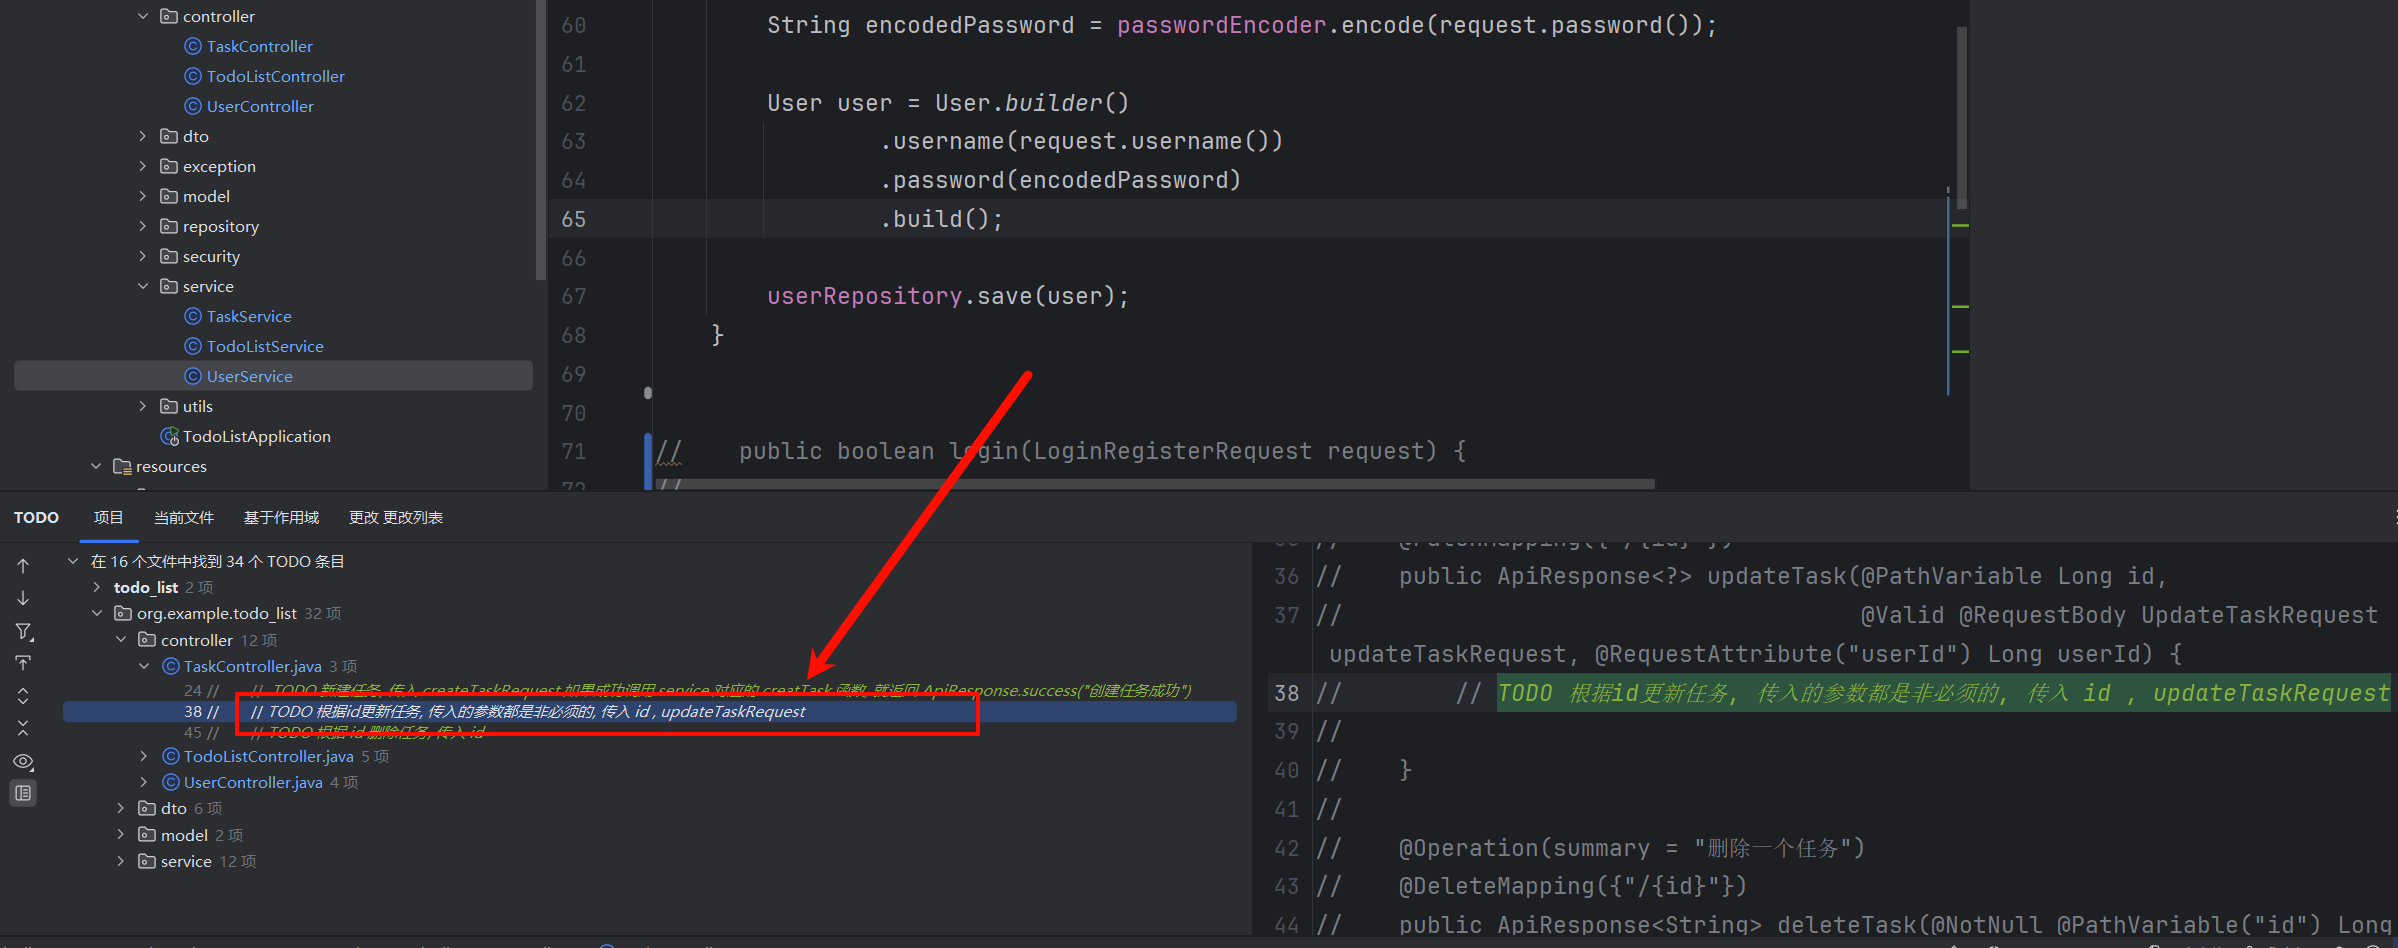 controller
TaskController
TodoListController
UserController
dto
exception
model
repository
security
service
TaskService
TodoListService
UserService
utils
TodoListApplication
resources
60 String encodedPassword = passwordEncoder.encode(request.password());
61
62 User user = User.builder()
63 .username(request.username())
64 .password(encodedPassword)
65 .build();
66
67 userRepository.save(user);
68 }
69
70
71 // public boolean login(LoginRegisterRequest request) {
72 //
TODO 项目 当前文件 基于作用域 更改 更改列表
在 16 个文件中找到 34 个 TODO 条目
todo_list 2 项
org.example.todo_list 32 项
controller 12 项
TaskController.java 3 项
24 // // TODO 新建任务, 传入 createTaskRequest 如果成功调用 service 对应的 creatTask 函数, 就返回 ApiResponse.success("创建任务成功")
38 // // TODO 根据id更新任务, 传入的参数都是非必须的, 传入 id , updateTaskRequest
45 // // TODO 根据 id 删除任务, 传入 id
TodoListController.java 5 项
UserController.java 4 项
dto 6 项
model 2 项
service 12 项
// @PatchMapping({"/{id}"})
36 // public ApiResponse<?> updateTask(@PathVariable Long id,
37 // @Valid @RequestBody UpdateTaskRequest
updateTaskRequest, @RequestAttribute("userId") Long userId) {
38 // // TODO 根据id更新任务, 传入的参数都是非必须的, 传入 id , updateTaskRequest
39 //
40 // }
41 //
42 // @Operation(summary = "删除一个任务")
43 // @DeleteMapping({"/{id}"})
44 // public ApiResponse<String> deleteTask(@NotNull @PathVariable("id") Long